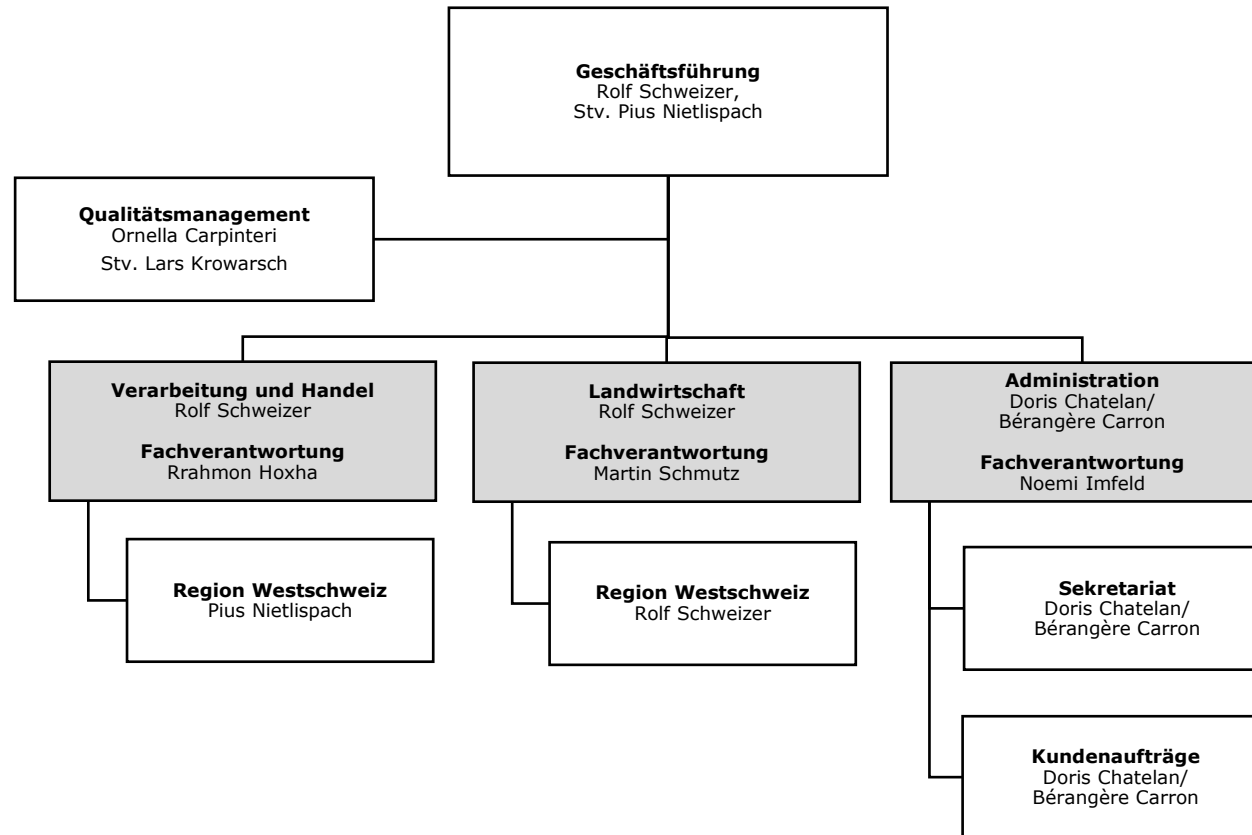 Geschäftsführung
Rolf Schweizer,
Stv. Pius Nietlispach
Qualitätsmanagement
Ornella Carpinteri
Stv. Lars Krowarsch
Verarbeitung und Handel
Rolf Schweizer
Fachverantwortung
Rrahmon Hoxha
Landwirtschaft
Rolf Schweizer
Fachverantwortung
Martin Schmutz
Administration
Doris Chatelan/
Bérangère Carron
Fachverantwortung
Noemi Imfeld
Region Westschweiz
Pius Nietlispach
Region Westschweiz
Rolf Schweizer
Sekretariat
Doris Chatelan/
Bérangère Carron
Kundenaufträge
Doris Chatelan/
Bérangère Carron